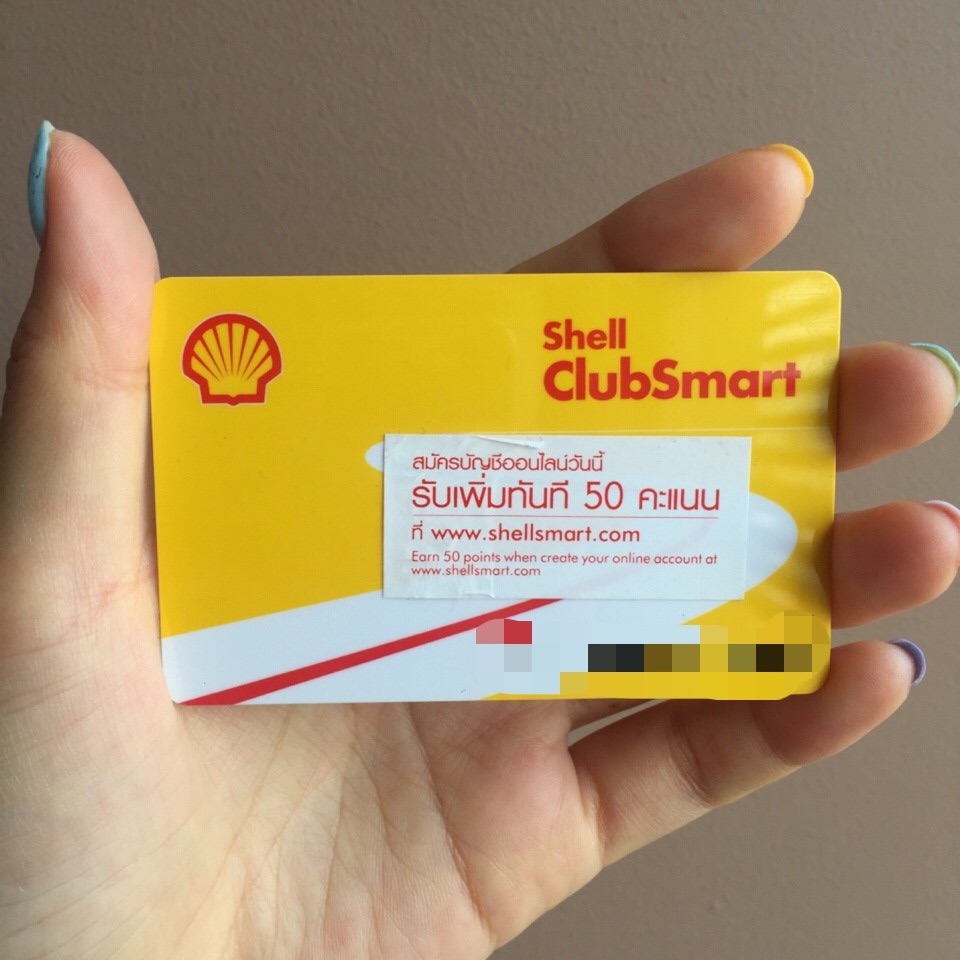 Shell
ClubSmart
สมัครบัญชีออนไลน์วันนี้
รับเพิ่มทันที 50 คะแนน
ที่ www.shellsmart.com
Earn 50 points when create your online account at
www.shellsmart.com